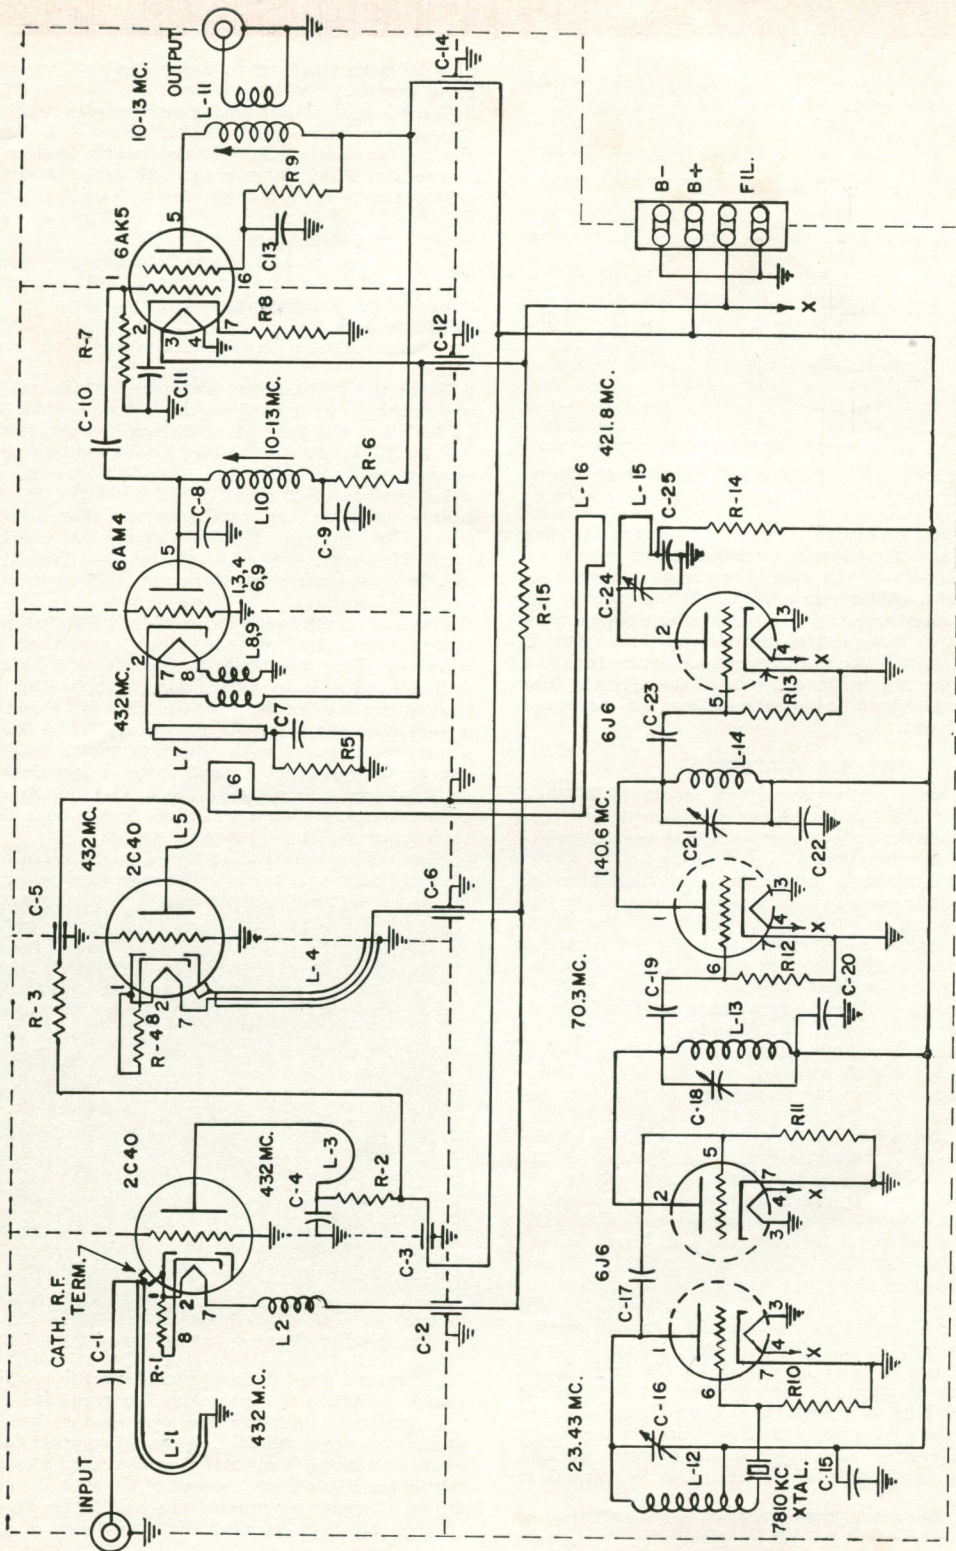 INPUT
C-1
CATH. R.F.
TERM.
R-1
L-1
432 M.C.
2C40
1
8
2
7
L2
C-2
432 MC.
L-3
C-4
R-2
C-3
R-3
C-5
432 MC.
2C40
L5
1
R-4
8
2
7
L-4
C-6
L6
L7
432 MC.
6AM4
2
7
8
5
1,3,4
6,9
L8,9
C7
R5
C-8
L10
10-13 MC.
C-9
R-6
C-10
R-7
C11
6AK5
1
2
3
4
7
5
6
R8
C-12
C13
R9
10-13 MC.
OUTPUT
L-11
C-14
R-15
B-
B+
FIL.
X
23.43 MC.
C-16
L-12
7810 KC
XTAL.
C-15
6J6
C-17
1
6
7
4
3
X
R10
2
5
3
4
7
X
R11
70.3 MC.
C-18
L-13
C-19
C-20
1
6
7
4
3
X
R12
140.6 MC.
C21
L-14
C22
C-23
6J6
2
5
7
4
3
X
R13
C-24
421.8 MC.
L-16
L-15
C-25
R-14